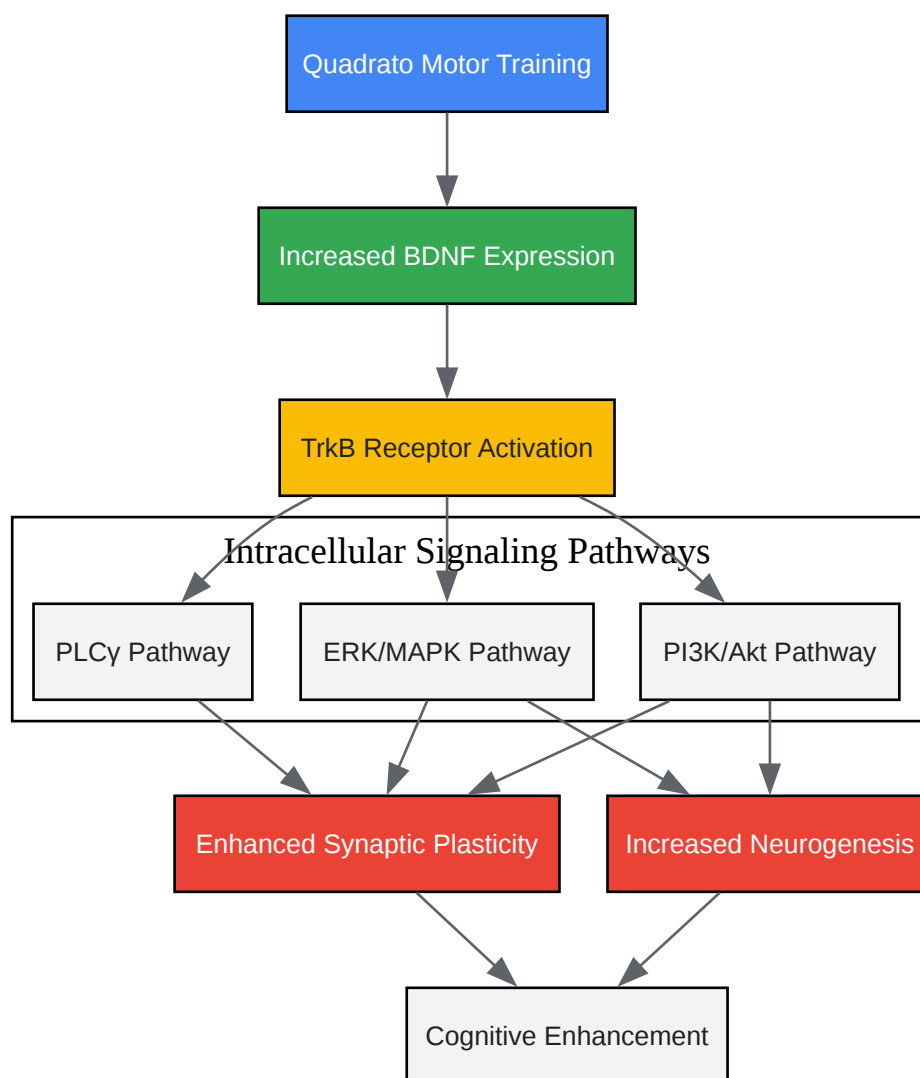 Quadrato Motor Training
Increased BDNF Expression
TrkB Receptor Activation
Intracellular Signaling Pathways
PLCγ Pathway
ERK/MAPK Pathway
PI3K/Akt Pathway
Enhanced Synaptic Plasticity
Increased Neurogenesis
Cognitive Enhancement